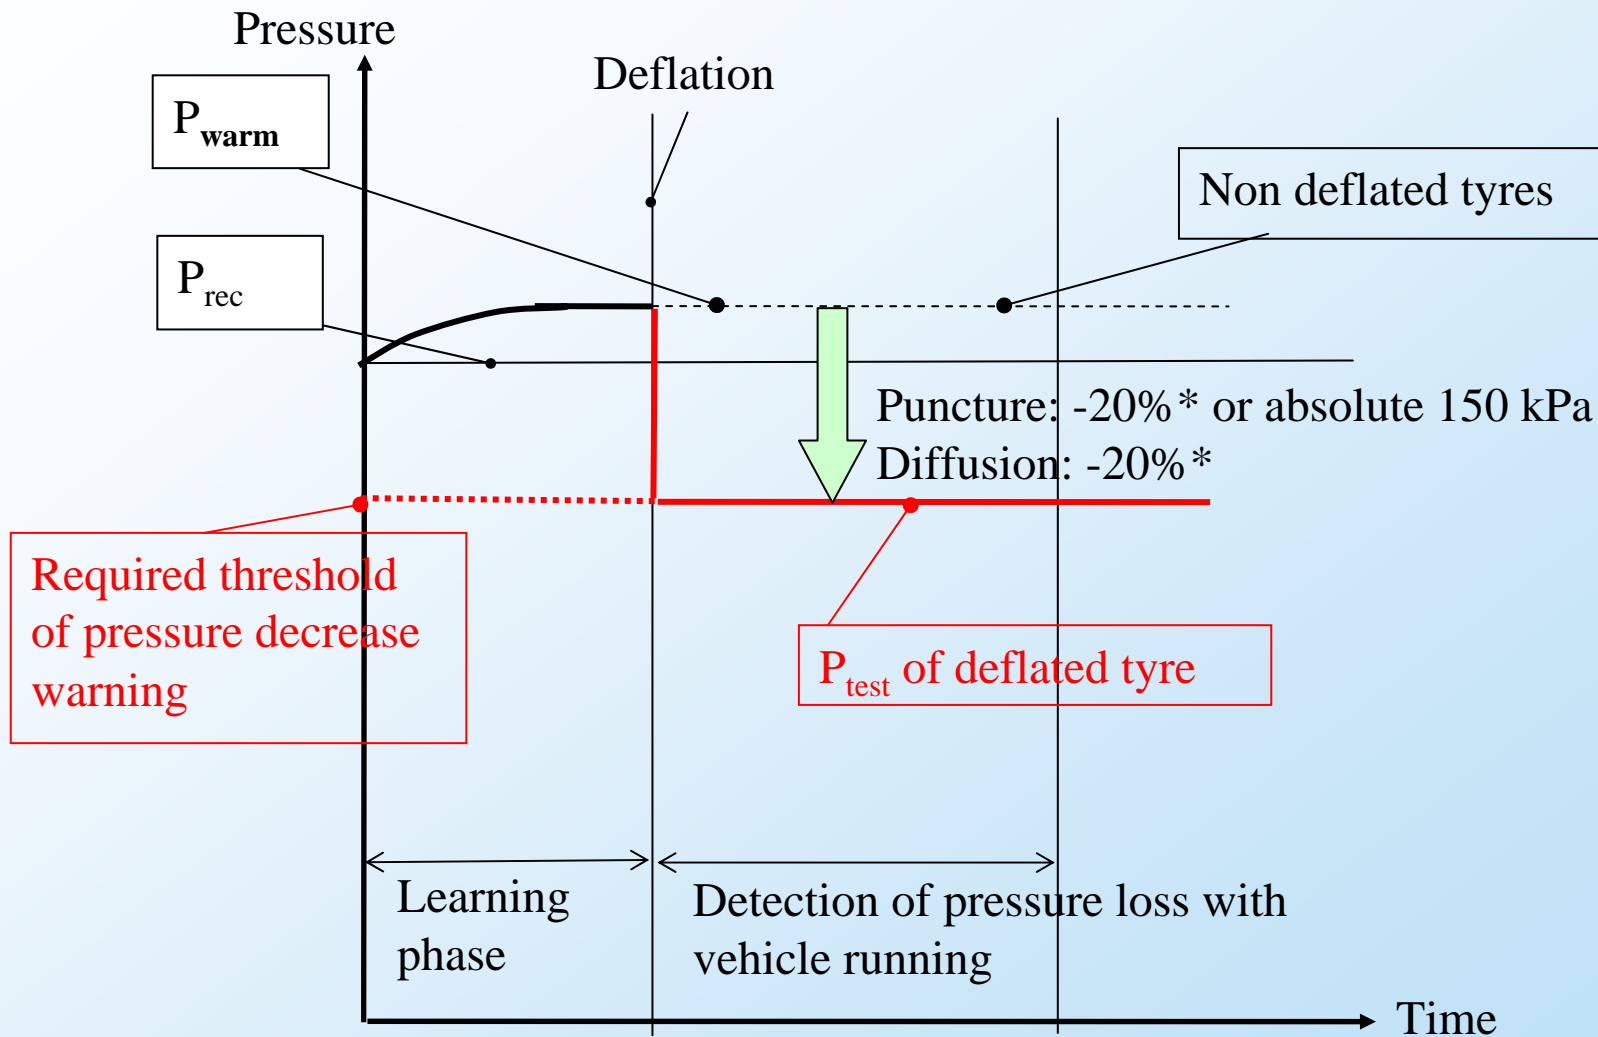 Pressure
Deflation
P warm
Non deflated tyres
P rec
Puncture: -20%* or absolute 150 kPa
Diffusion: -20%*
Required threshold
of pressure decrease
warning
P test of deflated tyre
Learning
phase
Detection of pressure loss with
vehicle running
Time